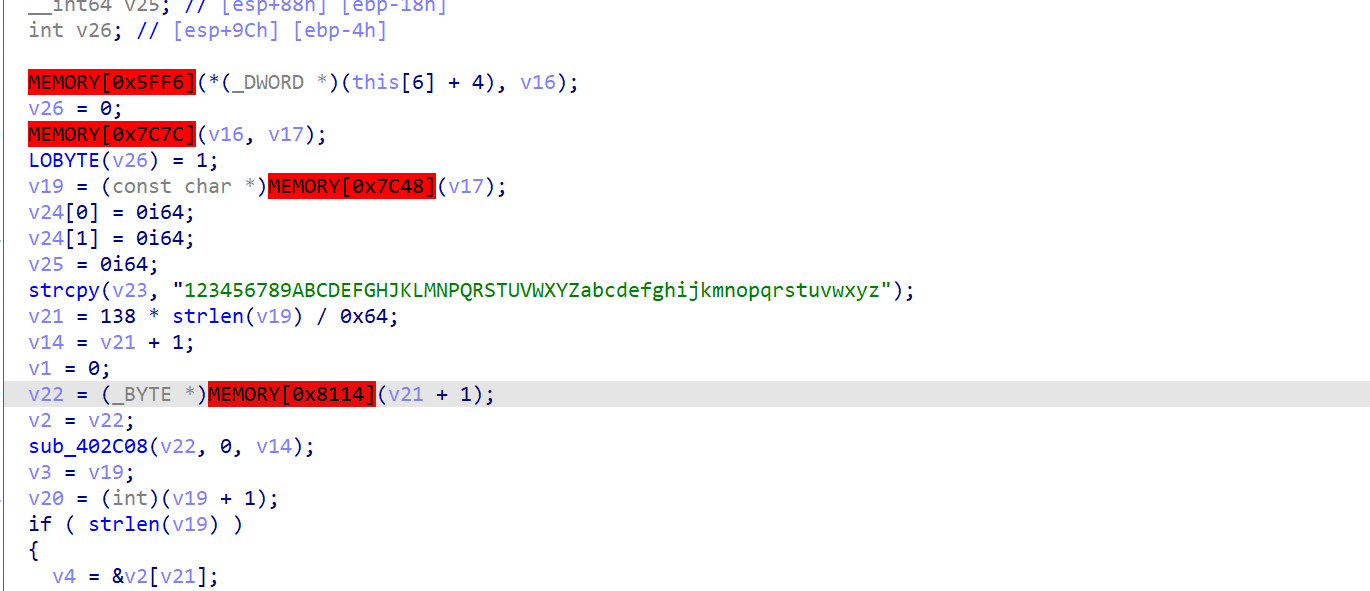 __int64 v25; // [esp+88h] [ebp-18h]
int v26; // [esp+9Ch] [ebp-4h]
MEMORY[0x5FF6](*(_DWORD *)(this[6] + 4), v16);
v26 = 0;
MEMORY[0x7C7C](v16, v17);
LOBYTE(v26) = 1;
v19 = (const char *)MEMORY[0x7C48](v17);
v24[0] = 0i64;
v24[1] = 0i64;
v25 = 0i64;
strcpy(v23, "123456789ABCDEFGHJKLMNPQRSTUVWXYZabcdefghijkmnopqrstuvwxyz");
v21 = 138 * strlen(v19) / 0x64;
v14 = v21 + 1;
v1 = 0;
v22 = (_BYTE *)MEMORY[0x8114](v21 + 1);
v2 = v22;
sub_402C08(v22, 0, v14);
v3 = v19;
v20 = (int)(v19 + 1);
if ( strlen(v19) )
{
v4 = &v2[v21];